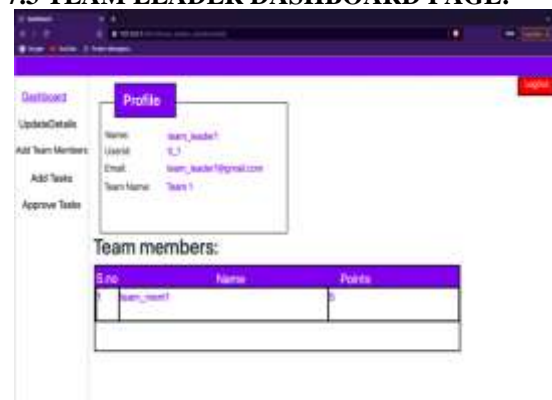 7.5 TEAM LEADER DASHBOARD PAGE:
Dashboard
Logout
Profile
UpdateDetails
Name: team_leader1
Add Team Members
UserId:
Email: team_leader1@gmail.com
Add Tasks
Team Name: Team 1
Approve Tasks
Team members:
S.no Name Points
1 team_mem1 5